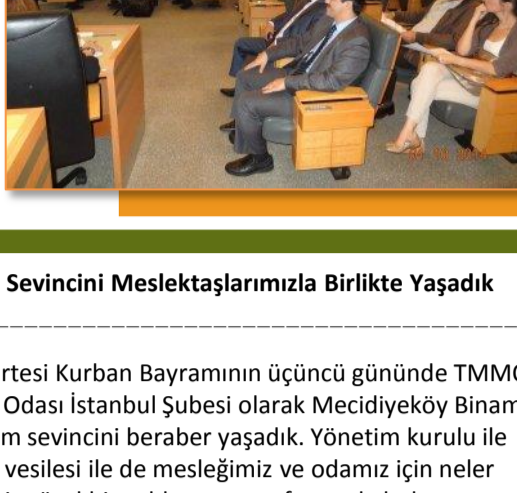 Sevincini Meslektaşlarımızla Birlikte Yaşadık
rtesi Kurban Bayramının üçüncü gününde TMMO
Odası İstanbul Şubesi olarak Mecidiyeköy Binam
m sevincini beraber yaşadık. Yönetim kurulu ile
vesilesi ile de mesleğimiz ve odamız için neler